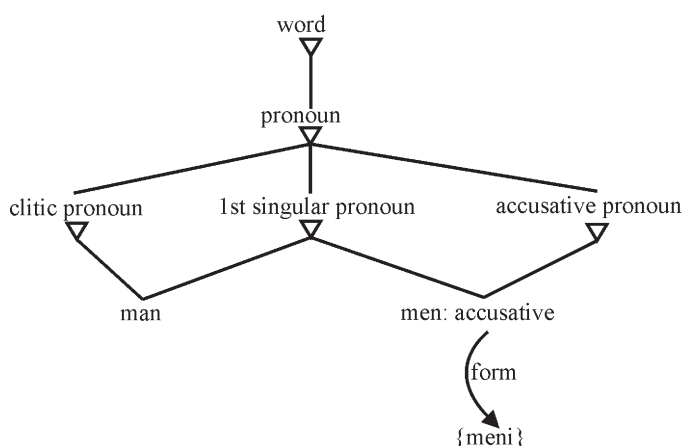 word
pronoun
clitic pronoun
1st singular pronoun
accusative pronoun
man
men: accusative
form
{meni}